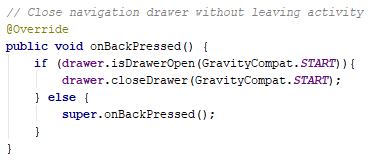 // Close navigation drawer without leaving activity
@Override
public void onBackPressed() {
    if (drawer.isDrawerOpen(GravityCompat.START)){
        drawer.closeDrawer(GravityCompat.START);
    } else {
        super.onBackPressed();
    }
}